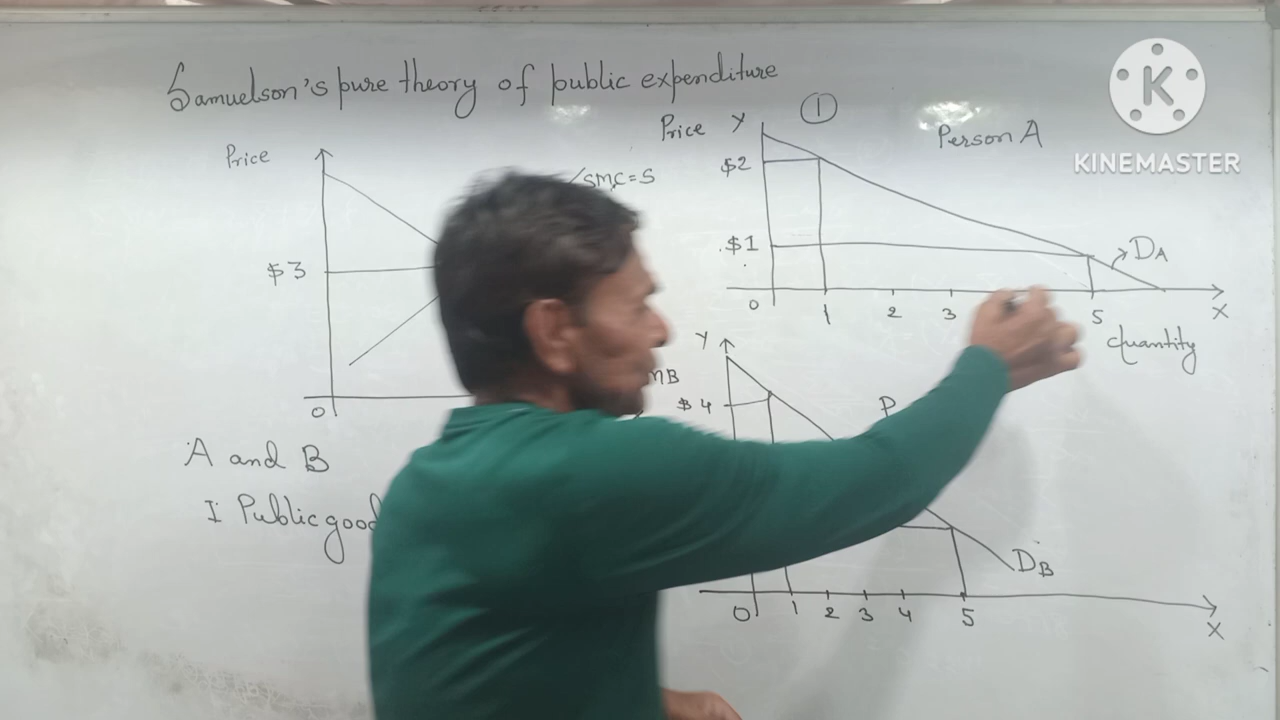 Samuelson's pure theory of public expenditure
Price
$3
0
SMC=S
A and B
I Public good
Price Y
1
Person A
$2
$1
DA
0 1 2 3 5 X
Quantity
Y
$4
P
DB
0 1 2 3 4 5 X
K
KINEMASTER